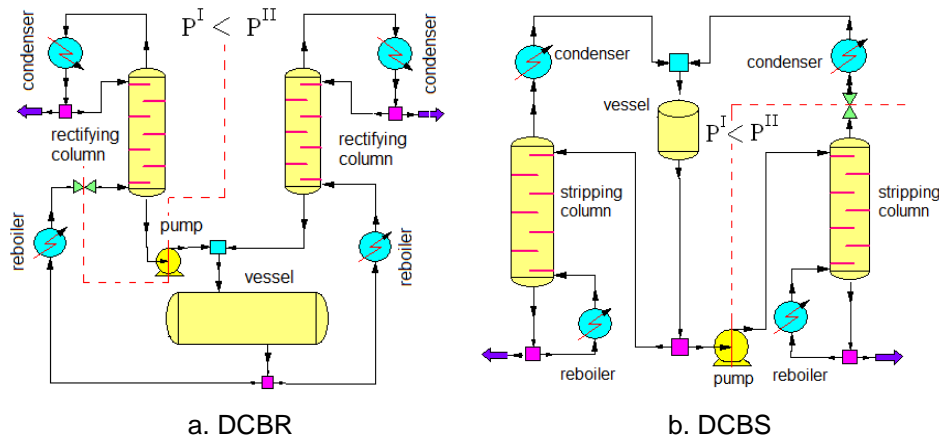 P^I < P^II
condenser
condenser
rectifying
column
rectifying
column
reboiler
pump
reboiler
vessel
a. DCBR
condenser
condenser
vessel
P^I < P^II
stripping
column
stripping
column
reboiler
pump
reboiler
b. DCBS